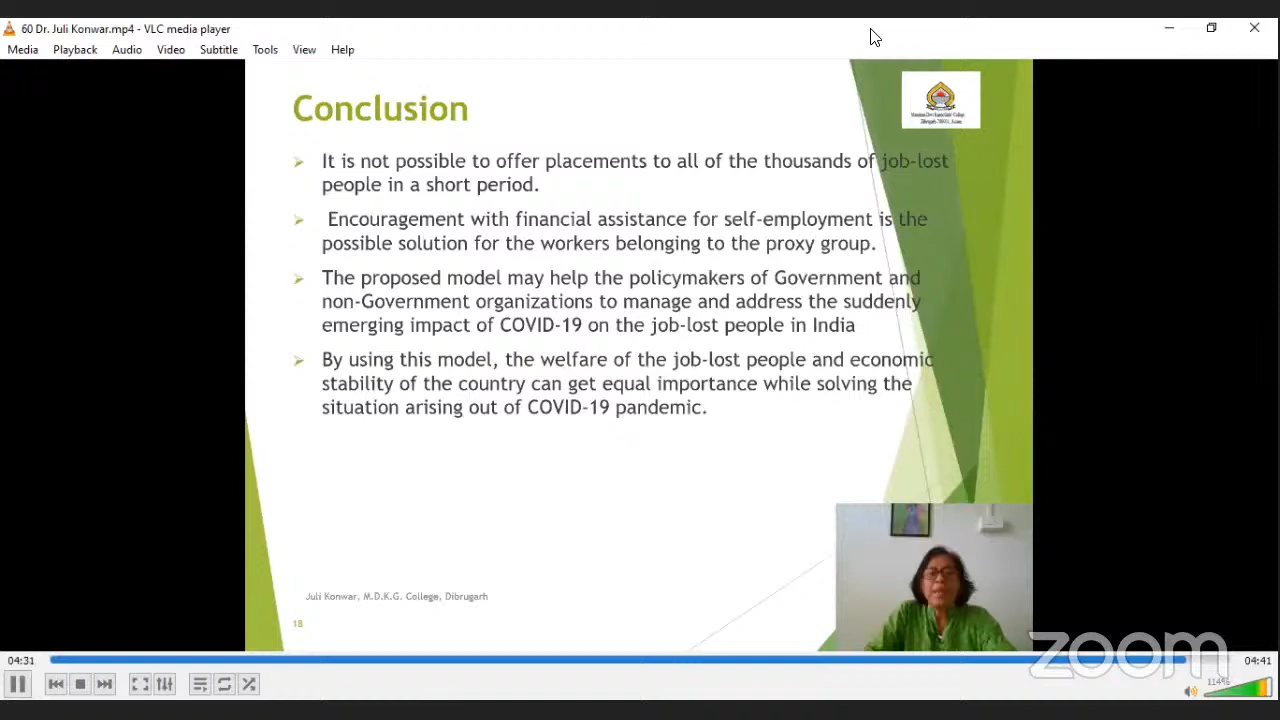 60 Dr. Juli Konwar.mp4 - VLC media player
Media Playback Audio Video Subtitle Tools View Help
Conclusion
It is not possible to offer placements to all of the thousands of job-lost
people in a short period.
Encouragement with financial assistance for self-employment is the
possible solution for the workers belonging to the proxy group.
The proposed model may help the policymakers of Government and
non-Government organizations to manage and address the suddenly
emerging impact of COVID-19 on the job-lost people in India
By using this model, the welfare of the job-lost people and economic
stability of the country can get equal importance while solving the
situation arising out of COVID-19 pandemic.
Juli Konwar, M.D.K.G. College, Dibrugarh
18
zoom
04:31
04:41
114%